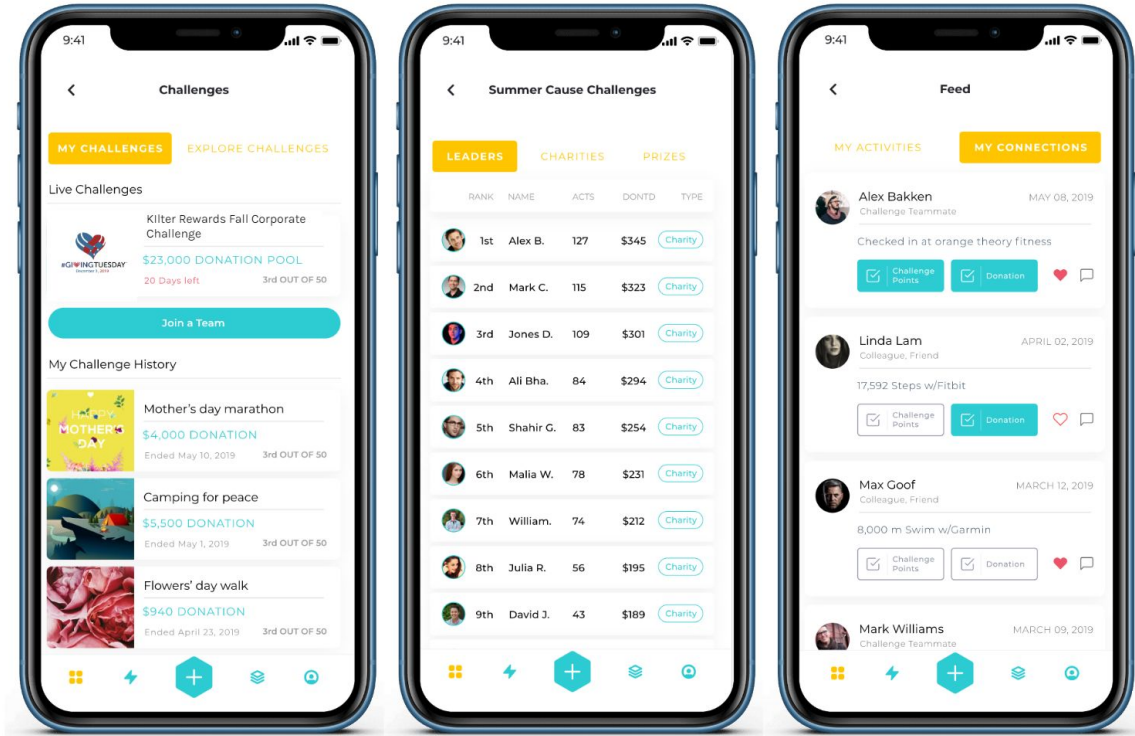 9:41
Challenges
MY CHALLENGES
EXPLORE CHALLENGES
Live Challenges
#GIVINGTUESDAY
December 1, 2019
KIlter Rewards Fall Corporate
Challenge
$23,000 DONATION POOL
20 Days left
3rd OUT OF 50
Join a Team
My Challenge History
HAPPY
MOTHER'S
DAY
Mother's day marathon
$4,000 DONATION
Ended May 10, 2019
3rd OUT OF 50
Camping for peace
$5,500 DONATION
Ended May 1, 2019
3rd OUT OF 50
Flowers' day walk
$940 DONATION
Ended April 23, 2019
3rd OUT OF 50
9:41
Summer Cause Challenges
LEADERS
CHARITIES
PRIZES
RANK NAME ACTS DONTD TYPE
1st Alex B. 127 $345 Charity
2nd Mark C. 115 $323 Charity
3rd Jones D. 109 $301 Charity
4th Ali Bha. 84 $294 Charity
5th Shahir G. 83 $254 Charity
6th Malia W. 78 $231 Charity
7th William. 74 $212 Charity
8th Julia R. 56 $195 Charity
9th David J. 43 $189 Charity
9:41
Feed
MY ACTIVITIES
MY CONNECTIONS
Alex Bakken
MAY 08, 2019
Challenge Teammate
Checked in at orange theory fitness
Challenge
Points
Donation
Linda Lam
APRIL 02, 2019
Colleague, Friend
17,592 Steps w/Fitbit
Challenge
Points
Donation
Max Goof
MARCH 12, 2019
Colleague, Friend
8,000 m Swim w/Garmin
Challenge
Points
Donation
Mark Williams
MARCH 09, 2019
Challenge Teammate